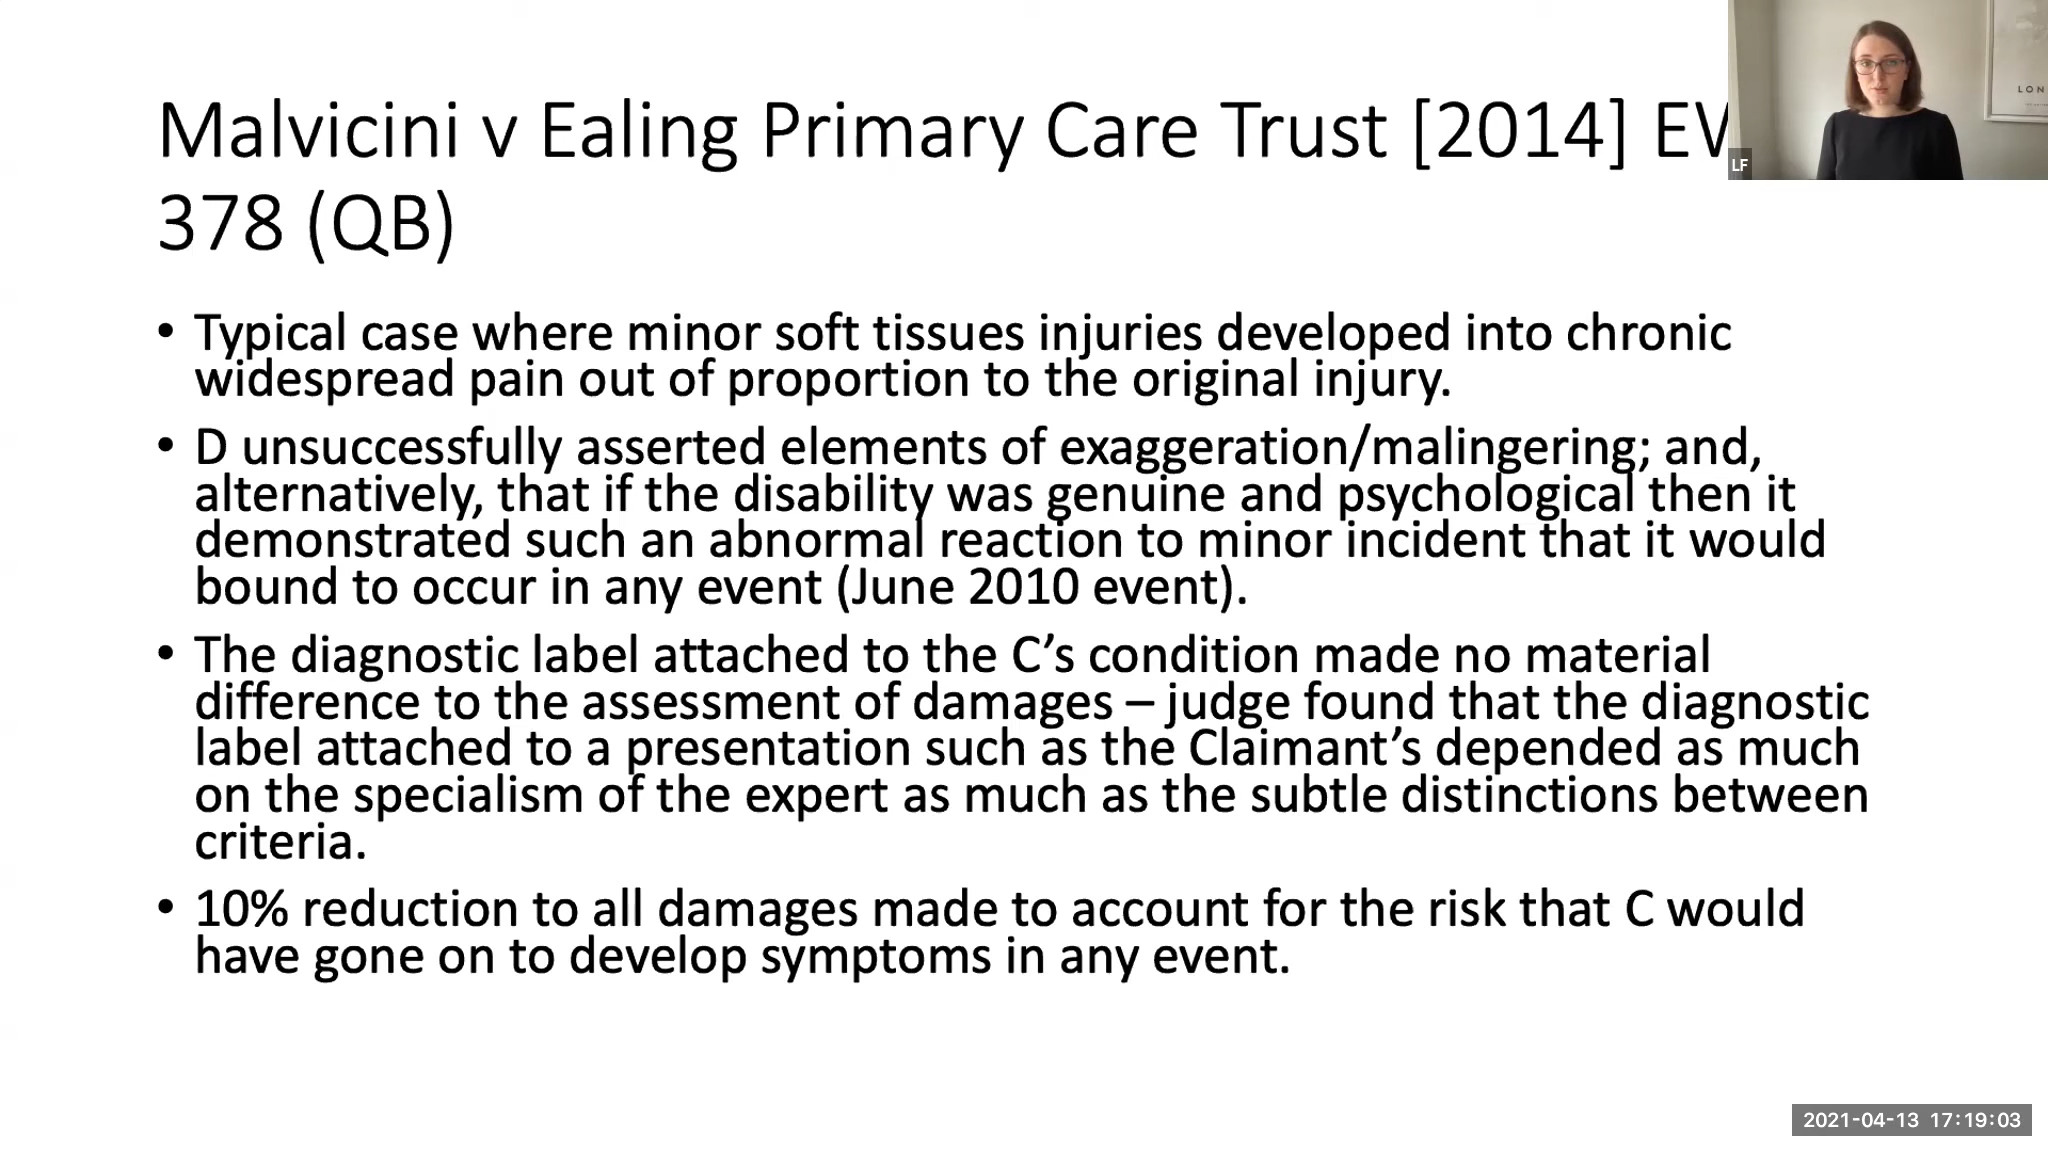 Malvicini v Ealing Primary Care Trust [2014]
378 (QB)
• Typical case where minor soft tissues injuries developed into chronic
widespread pain out of proportion to the original injury.
• D unsuccessfully asserted elements of exaggeration/malingering; and,
alternatively, that if the disability was genuine and psychological then it
demonstrated such an abnormal reaction to minor incident that it would
bound to occur in any event (June 2010 event).
• The diagnostic label attached to the C’s condition made no material
difference to the assessment of damages – judge found that the diagnostic
label attached to a presentation such as the Claimant’s depended as much
on the specialism of the expert as much as the subtle distinctions between
criteria.
• 10% reduction to all damages made to account for the risk that C would
have gone on to develop symptoms in any event.
LON
LF
2021-04-13 17:19:03